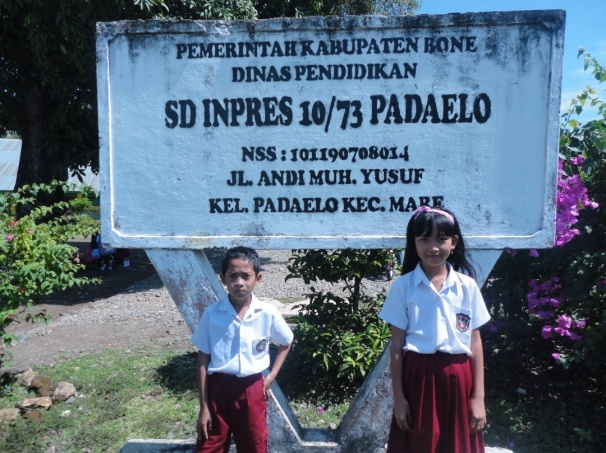 PEMERINTAH KABUPATEN BONE
DINAS PENDIDIKAN
SD INPRES 10/73 PADAELO
NSS : 101190708014
JL. ANDI MUH. YUSUF
KEL. PADAELO KEC. MARE